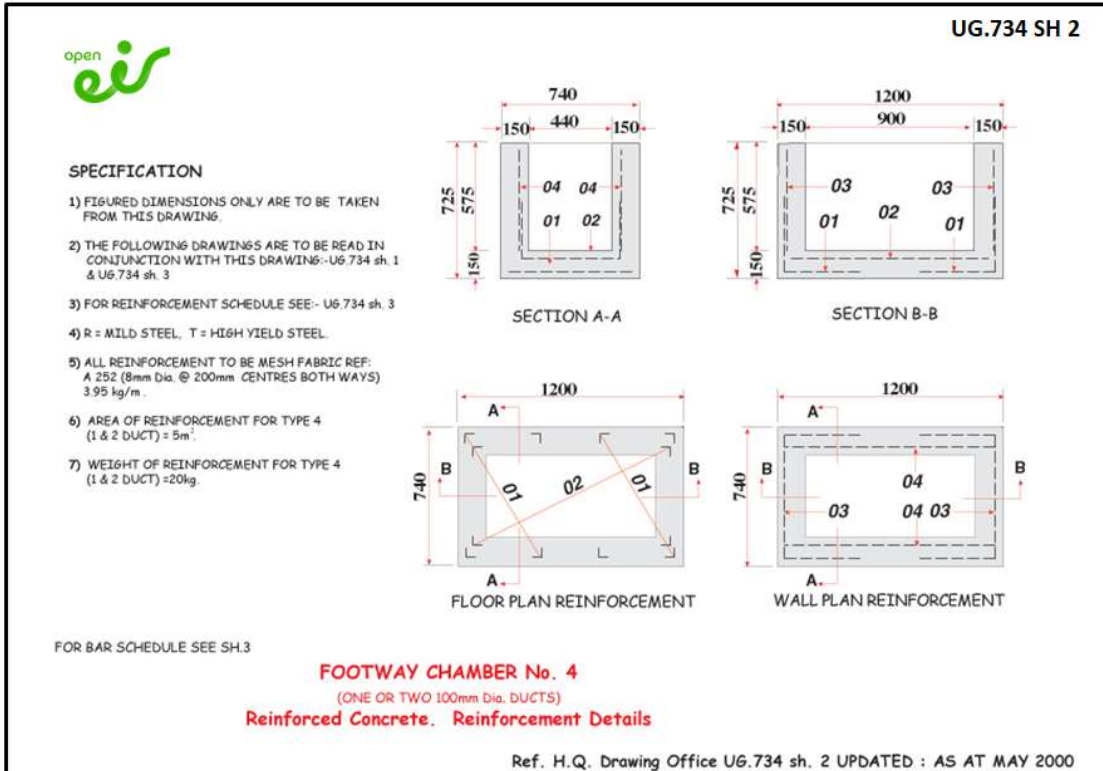 UG.734 SH 2
open
eir
SPECIFICATION
1) FIGURED DIMENSIONS ONLY ARE TO BE TAKEN
FROM THIS DRAWING.
2) THE FOLLOWING DRAWINGS ARE TO BE READ IN
CONJUNCTION WITH THIS DRAWING:-UG.734 sh. 1
& UG.734 sh. 3
3) FOR REINFORCEMENT SCHEDULE SEE:- UG.734 sh. 3
4) R = MILD STEEL, T = HIGH YIELD STEEL.
5) ALL REINFORCEMENT TO BE MESH FABRIC REF:
A 252 (8mm Dia. @ 200mm CENTRES BOTH WAYS)
3.95 kg/m .
6) AREA OF REINFORCEMENT FOR TYPE 4
(1 & 2 DUCT) = 5m².
7) WEIGHT OF REINFORCEMENT FOR TYPE 4
(1 & 2 DUCT) =20kg.
740
150 440 150
725 575 150
04 04
01 02
SECTION A-A
1200
150 900 150
725 575 150
03 03
01 02 01
SECTION B-B
1200
A
740
B B
01 02 01
A
FLOOR PLAN REINFORCEMENT
1200
A
740
B B
04
03 04 03
A
WALL PLAN REINFORCEMENT
FOR BAR SCHEDULE SEE SH.3
FOOTWAY CHAMBER No. 4
(ONE OR TWO 100mm Dia. DUCTS)
Reinforced Concrete. Reinforcement Details
Ref. H.Q. Drawing Office UG.734 sh. 2 UPDATED : AS AT MAY 2000